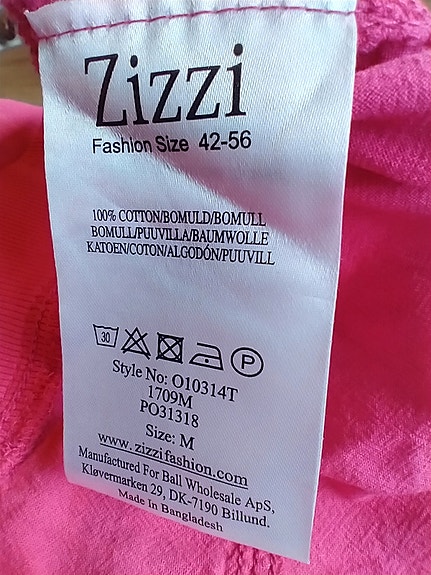 Zizzi
Fashion Size 42-56
100% COTTON/BOMULD/BOMULL
BOMULL/PUUVILLA/BAUMWOLLE
KATOEN/COTON/ALGODÓN/PUUVILL
30 P
Style No: O10314T
1709M
PO31318
Size: M
www.zizzifashion.com
Manufactured For Ball Wholesale ApS,
Kløvermarken 29, DK-7190 Billund.
Made In Bangladesh